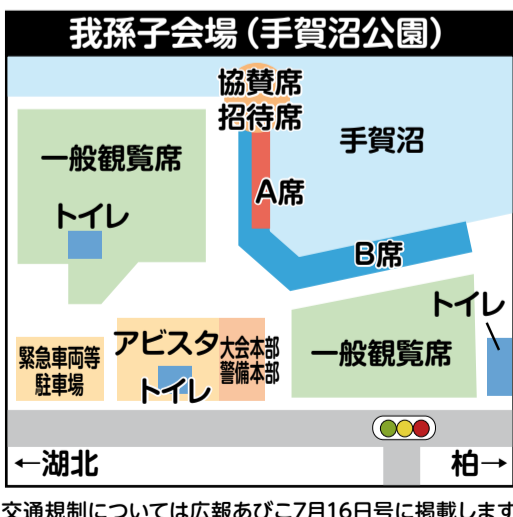 我孫子会場（手賀沼公園）
協賛席
招待席
手賀沼
一般観覧席
A席
トイレ
B席
トイレ
緊急車両等
駐車場
アビスタ
トイレ
大会本部
警備本部
一般観覧席
←湖北
柏→
交通規制については広報あびこ7月16日号に掲載します